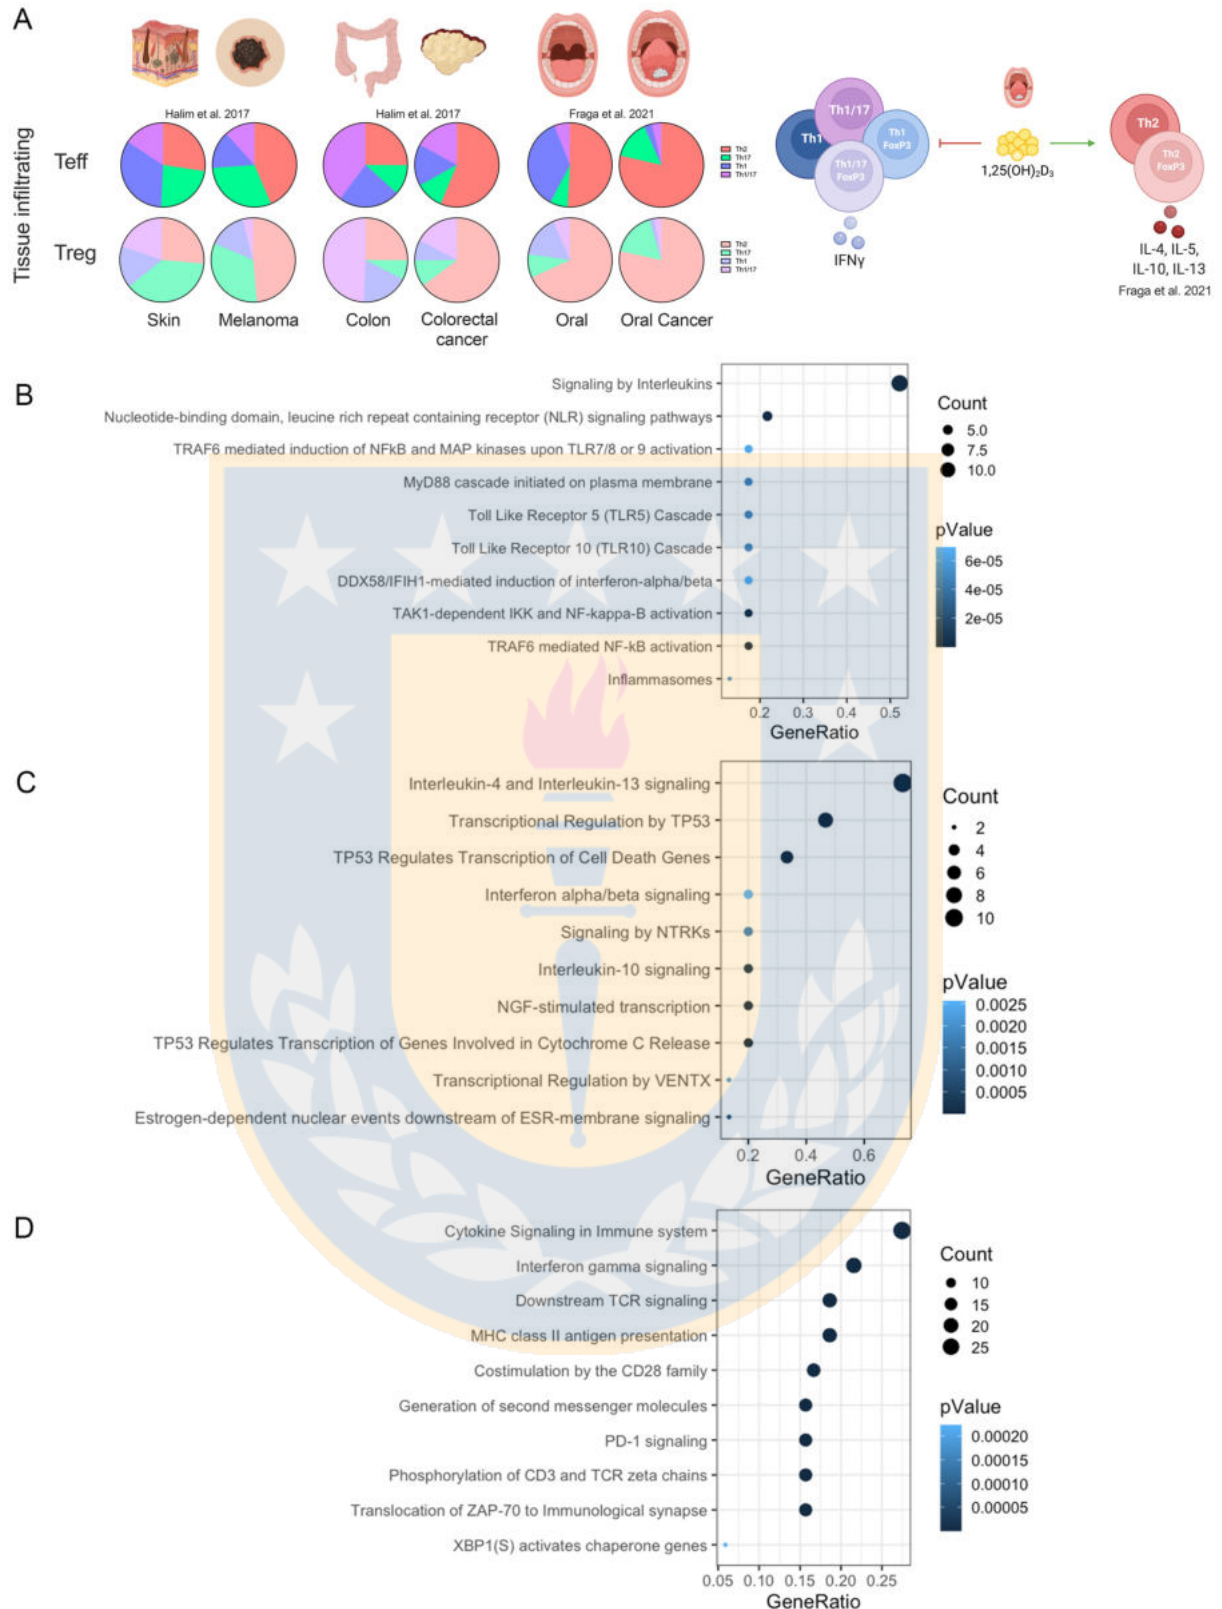 A
Halim et al. 2017
Halim et al. 2017
Fraga et al. 2021
Tissue infiltrating
Teff
Th2
Th17
Th1
Th1/17
Treg
Th2
Th17
Th1
Th1/17
Skin
Melanoma
Colon
Colorectal
cancer
Oral
Oral Cancer
Th1/17
Th1
Th1
FoxP3
Th1/17
FoxP3
IFNγ
1,25(OH)₂D₃
Th2
Th2
FoxP3
IL-4, IL-5,
IL-10, IL-13
Fraga et al. 2021
B
Signaling by Interleukins
Nucleotide-binding domain, leucine rich repeat containing receptor (NLR) signaling pathways
TRAF6 mediated induction of NFkB and MAP kinases upon TLR7/8 or 9 activation
MyD88 cascade initiated on plasma membrane
Toll Like Receptor 5 (TLR5) Cascade
Toll Like Receptor 10 (TLR10) Cascade
DDX58/IFIH1-mediated induction of interferon-alpha/beta
TAK1-dependent IKK and NF-kappa-B activation
TRAF6 mediated NF-kB activation
Inflammasomes
0.2 0.3 0.4 0.5
GeneRatio
Count
5.0
7.5
10.0
pValue
6e-05
4e-05
2e-05
C
Interleukin-4 and Interleukin-13 signaling
Transcriptional Regulation by TP53
TP53 Regulates Transcription of Cell Death Genes
Interferon alpha/beta signaling
Signaling by NTRKs
Interleukin-10 signaling
NGF-stimulated transcription
TP53 Regulates Transcription of Genes Involved in Cytochrome C Release
Transcriptional Regulation by VENTX
Estrogen-dependent nuclear events downstream of ESR-membrane signaling
0.2 0.4 0.6
GeneRatio
Count
2
4
6
8
10
pValue
0.0025
0.0020
0.0015
0.0010
0.0005
D
Cytokine Signaling in Immune system
Interferon gamma signaling
Downstream TCR signaling
MHC class II antigen presentation
Costimulation by the CD28 family
Generation of second messenger molecules
PD-1 signaling
Phosphorylation of CD3 and TCR zeta chains
Translocation of ZAP-70 to Immunological synapse
XBP1(S) activates chaperone genes
0.05 0.10 0.15 0.20 0.25
GeneRatio
Count
10
15
20
25
pValue
0.00020
0.00015
0.00010
0.00005